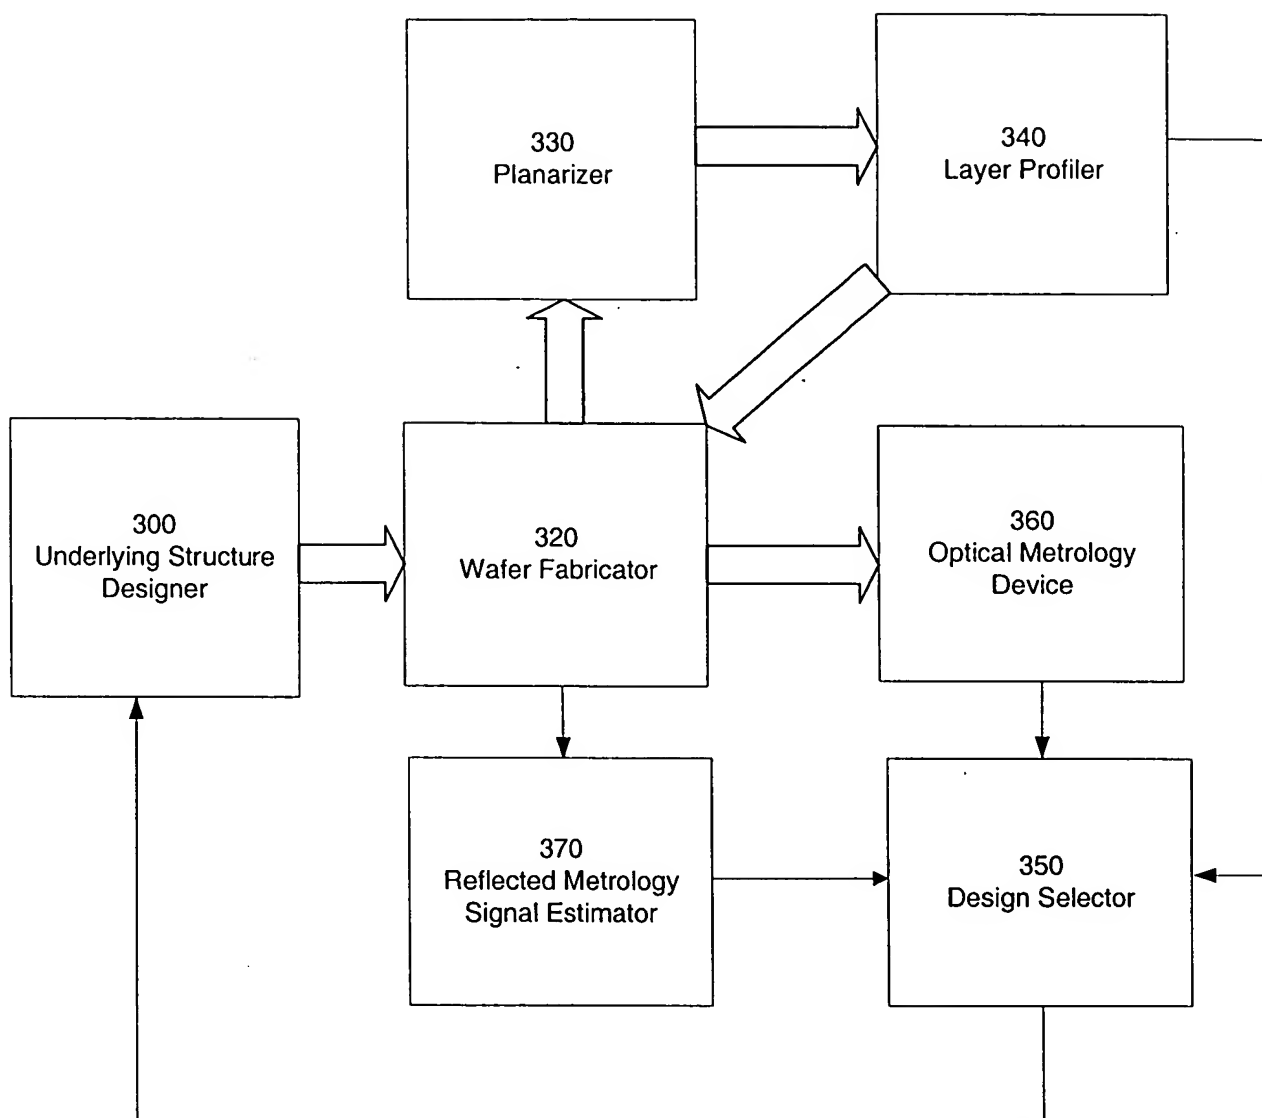 330
Planarizer
340
Layer Profiler
300
Underlying Structure
Designer
320
Wafer Fabricator
360
Optical Metrology
Device
370
Reflected Metrology
Signal Estimator
350
Design Selector